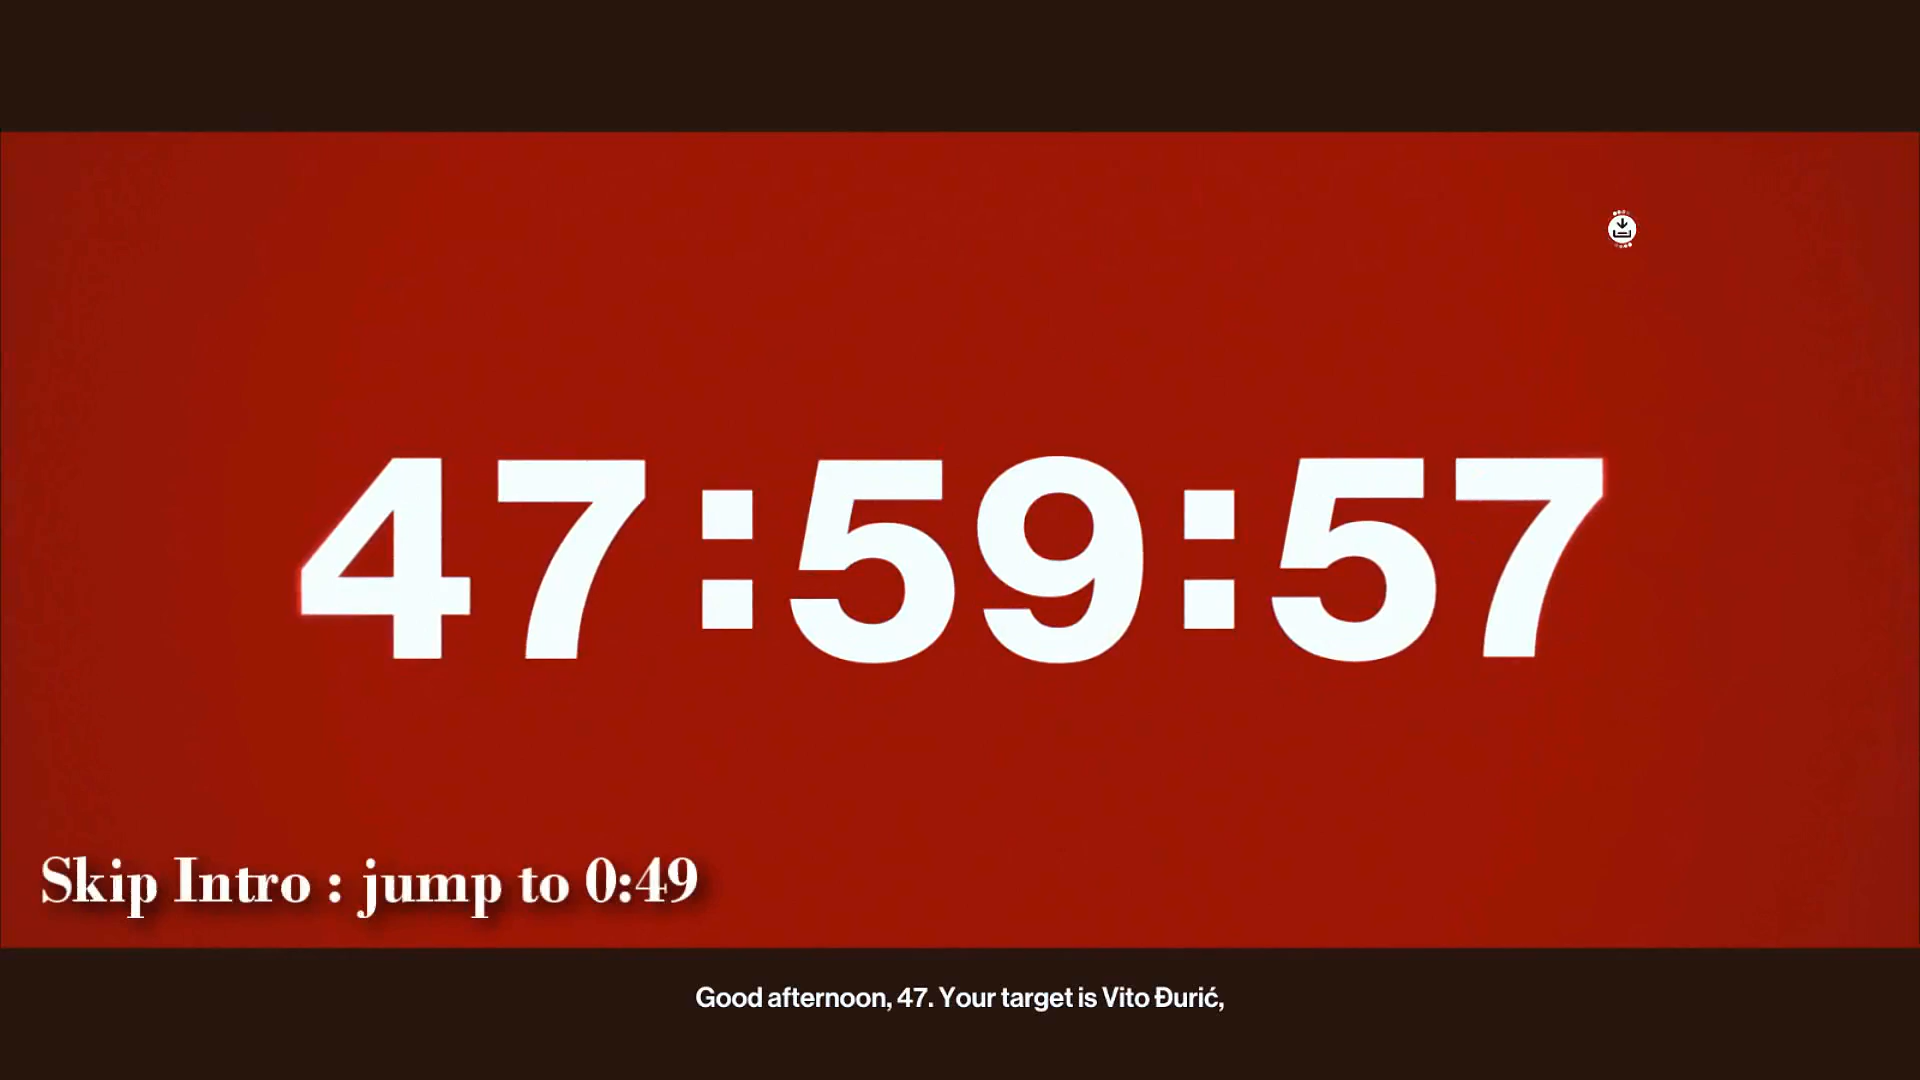 47:59:57
Skip Intro : jump to 0:49
Good afternoon, 47. Your target is Vito Đurić,